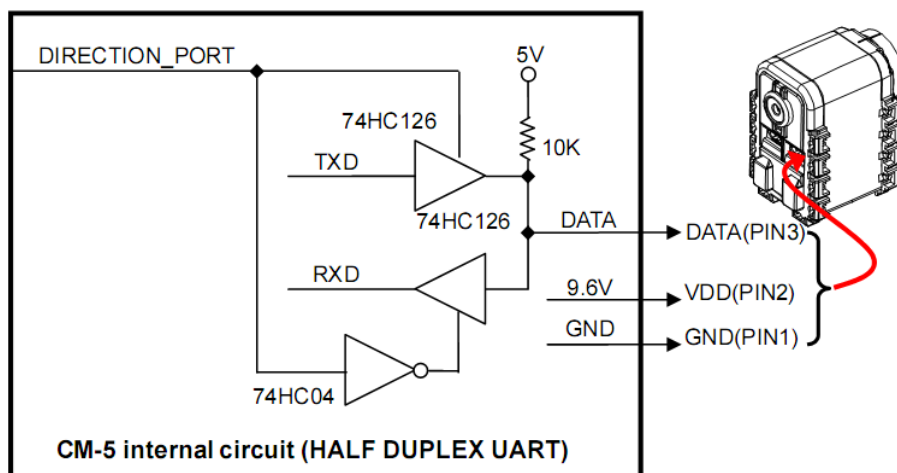 DIRECTION_PORT
5V
74HC126
10K
TXD
74HC126
DATA
DATA(PIN3)
RXD
9.6V
VDD(PIN2)
GND
GND(PIN1)
74HC04
CM-5 internal circuit (HALF DUPLEX UART)